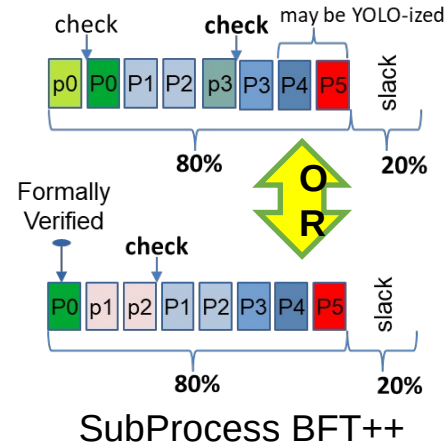 may be YOLO-ized
check
check
p0 P0 P1 P2 p3 P3 P4 P5
slack
80%
20%
O
R
Formally
Verified
check
P0 p1 p2 P1 P2 P3 P4 P5
slack
80%
20%
SubProcess BFT++